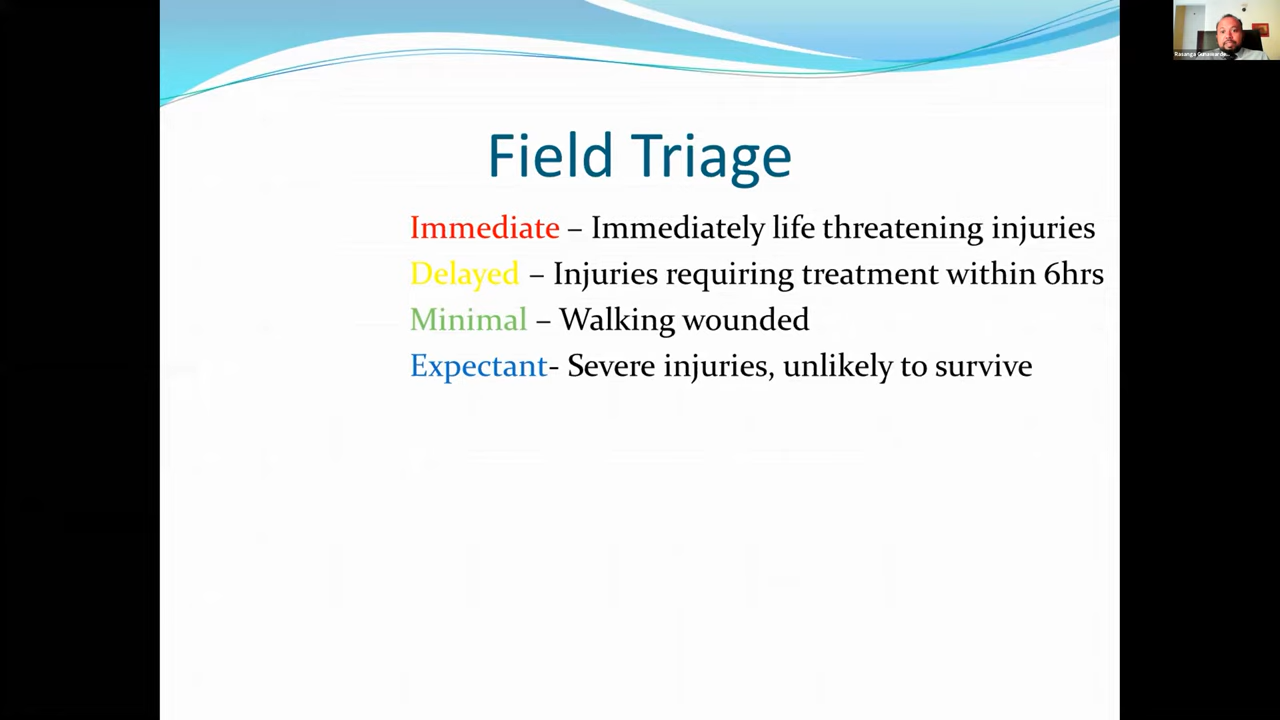 Field Triage
Immediate – Immediately life threatening injuries
Delayed – Injuries requiring treatment within 6hrs
Minimal – Walking wounded
Expectant- Severe injuries, unlikely to survive
Rasanga